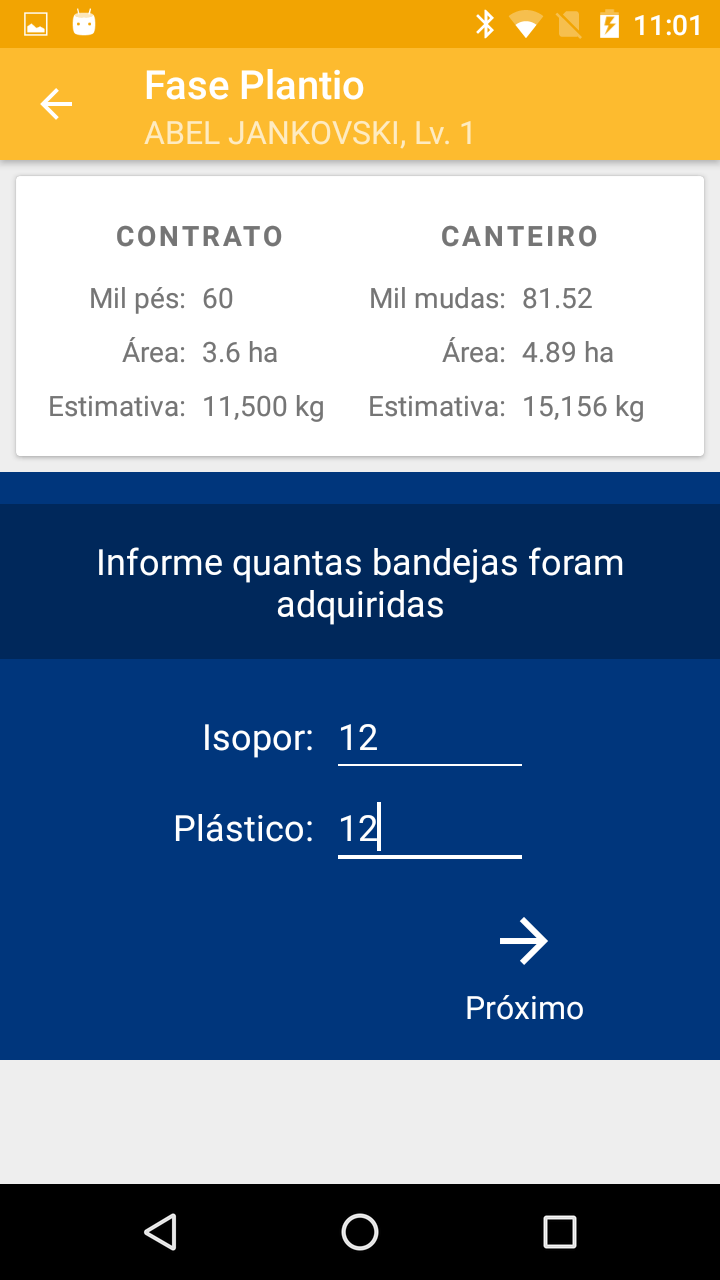 11:01
Fase Plantio
ABEL JANKOVSKI, Lv. 1
CONTRATO
Mil pés: 60
Área: 3.6 ha
Estimativa: 11,500 kg
CANTEIRO
Mil mudas: 81.52
Área: 4.89 ha
Estimativa: 15,156 kg
Informe quantas bandejas foram
adquiridas
Isopor: 12
Plástico: 12
Próximo